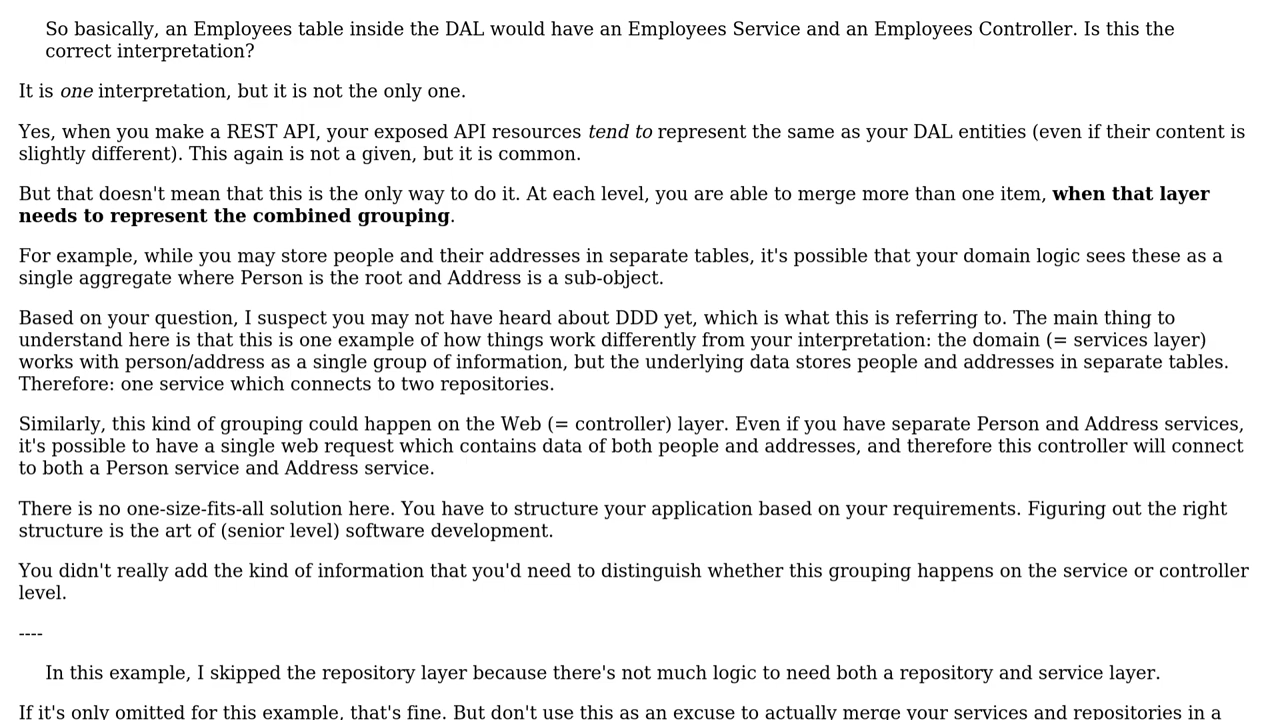 So basically, an Employees table inside the DAL would have an Employees Service and an Employees Controller. Is this the
correct interpretation?
It is one interpretation, but it is not the only one.
Yes, when you make a REST API, your exposed API resources tend to represent the same as your DAL entities (even if their content is
slightly different). This again is not a given, but it is common.
But that doesn't mean that this is the only way to do it. At each level, you are able to merge more than one item, when that layer
needs to represent the combined grouping.
For example, while you may store people and their addresses in separate tables, it's possible that your domain logic sees these as a
single aggregate where Person is the root and Address is a sub-object.
Based on your question, I suspect you may not have heard about DDD yet, which is what this is referring to. The main thing to
understand here is that this is one example of how things work differently from your interpretation: the domain (= services layer)
works with person/address as a single group of information, but the underlying data stores people and addresses in separate tables.
Therefore: one service which connects to two repositories.
Similarly, this kind of grouping could happen on the Web (= controller) layer. Even if you have separate Person and Address services,
it's possible to have a single web request which contains data of both people and addresses, and therefore this controller will connect
to both a Person service and Address service.
There is no one-size-fits-all solution here. You have to structure your application based on your requirements. Figuring out the right
structure is the art of (senior level) software development.
You didn't really add the kind of information that you'd need to distinguish whether this grouping happens on the service or controller
level.
----
In this example, I skipped the repository layer because there's not much logic to need both a repository and service layer.
If it's only omitted for this example, that's fine. But don't use this as an excuse to actually merge your services and repositories in a